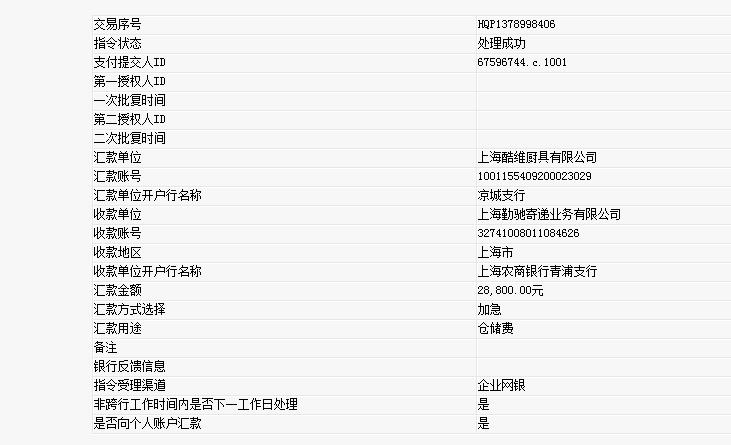 交易序号 HQP1378998406
指令状态 处理成功
支付提交人ID 67596744.c.1001
第一授权人ID
一次批复时间
第二授权人ID
二次批复时间
汇款单位 上海酷维厨具有限公司
汇款账号 1001155409200023029
汇款单位开户行名称 凉城支行
收款单位 上海勤驰寄递业务有限公司
收款账号 32741008011084626
收款地区 上海市
收款单位开户行名称 上海农商银行青浦支行
汇款金额 28,800.00元
汇款方式选择 加急
汇款用途 仓储费
备注
银行反馈信息
指令受理渠道 企业网银
非跨行工作时间内是否下一工作日处理 是
是否向个人账户汇款 是